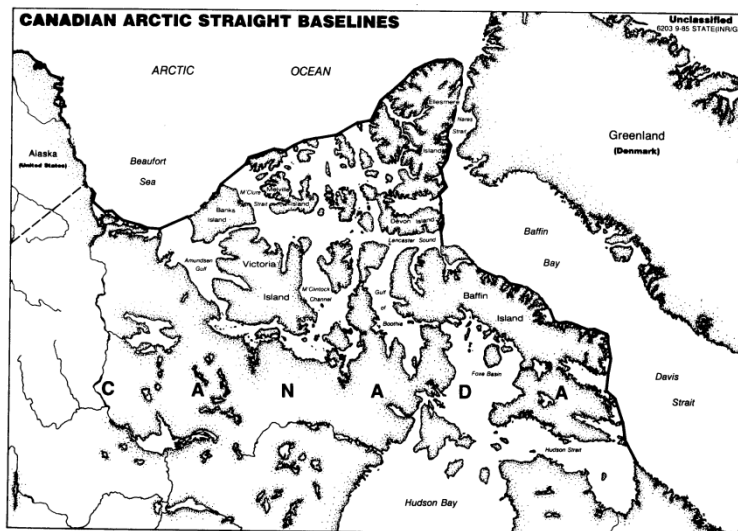 CANADIAN ARCTIC STRAIGHT BASELINES
Unclassified
6203 9-85 STATE(INR/G
ARCTIC OCEAN
Ellesmere
Island
Nares
Strait
Greenland
(Denmark)
Alaska
(United States)
Beaufort
Sea
M'Clure
Strait
Melville
Island
Banks
Island
Devon Island
Lancaster Sound
Baffin
Bay
Amundsen
Gulf
Victoria
Island
M'Clintock
Channel
Gulf
of
Boothia
Baffin
Island
Foxe Basin
Davis
Strait
C A N A D A
Hudson Strait
Hudson Bay